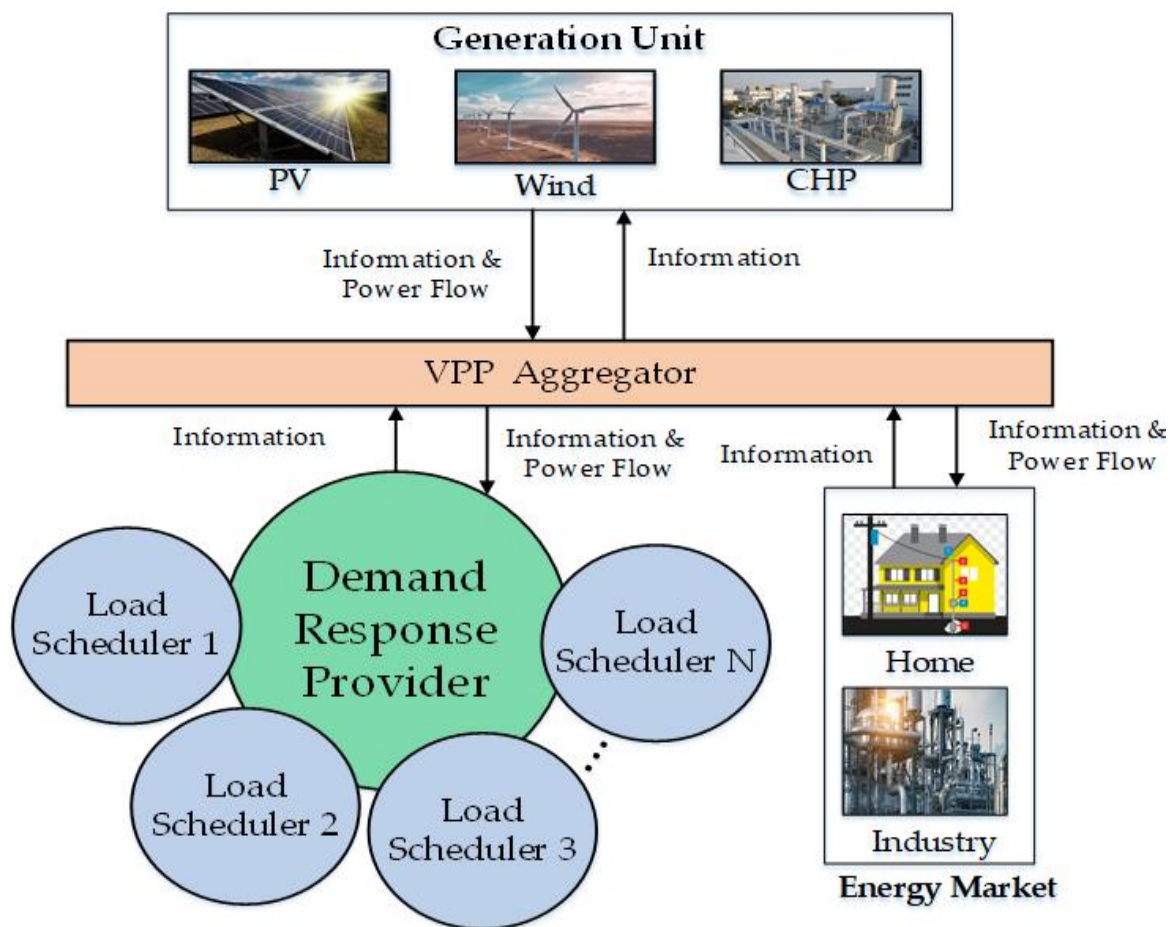 Generation Unit
PV
Wind
CHP
Information &
Power Flow
Information
VPP Aggregator
Information
Information &
Power Flow
Information
Information &
Power Flow
Demand
Response
Provider
Load
Scheduler 1
Load
Scheduler 2
Load
Scheduler 3
Load
Scheduler N
Home
Industry
Energy Market